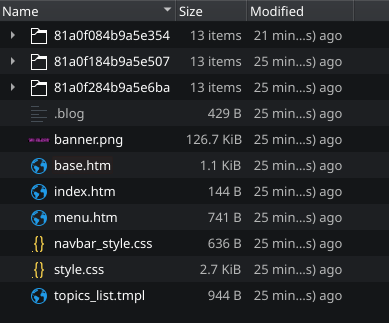 Name Size Modified
81a0f084b9a5e354 13 items 21 min...s) ago
81a0f184b9a5e507 13 items 25 min...s) ago
81a0f284b9a5e6ba 13 items 25 min...s) ago
.blog 429 B 25 min...s) ago
banner.png 126.7 KiB 25 min...s) ago
base.htm 1.1 KiB 25 min...s) ago
index.htm 144 B 25 min...s) ago
menu.htm 741 B 25 min...s) ago
navbar_style.css 636 B 25 min...s) ago
style.css 2.7 KiB 25 min...s) ago
topics_list.tmpl 944 B 25 min...s) ago